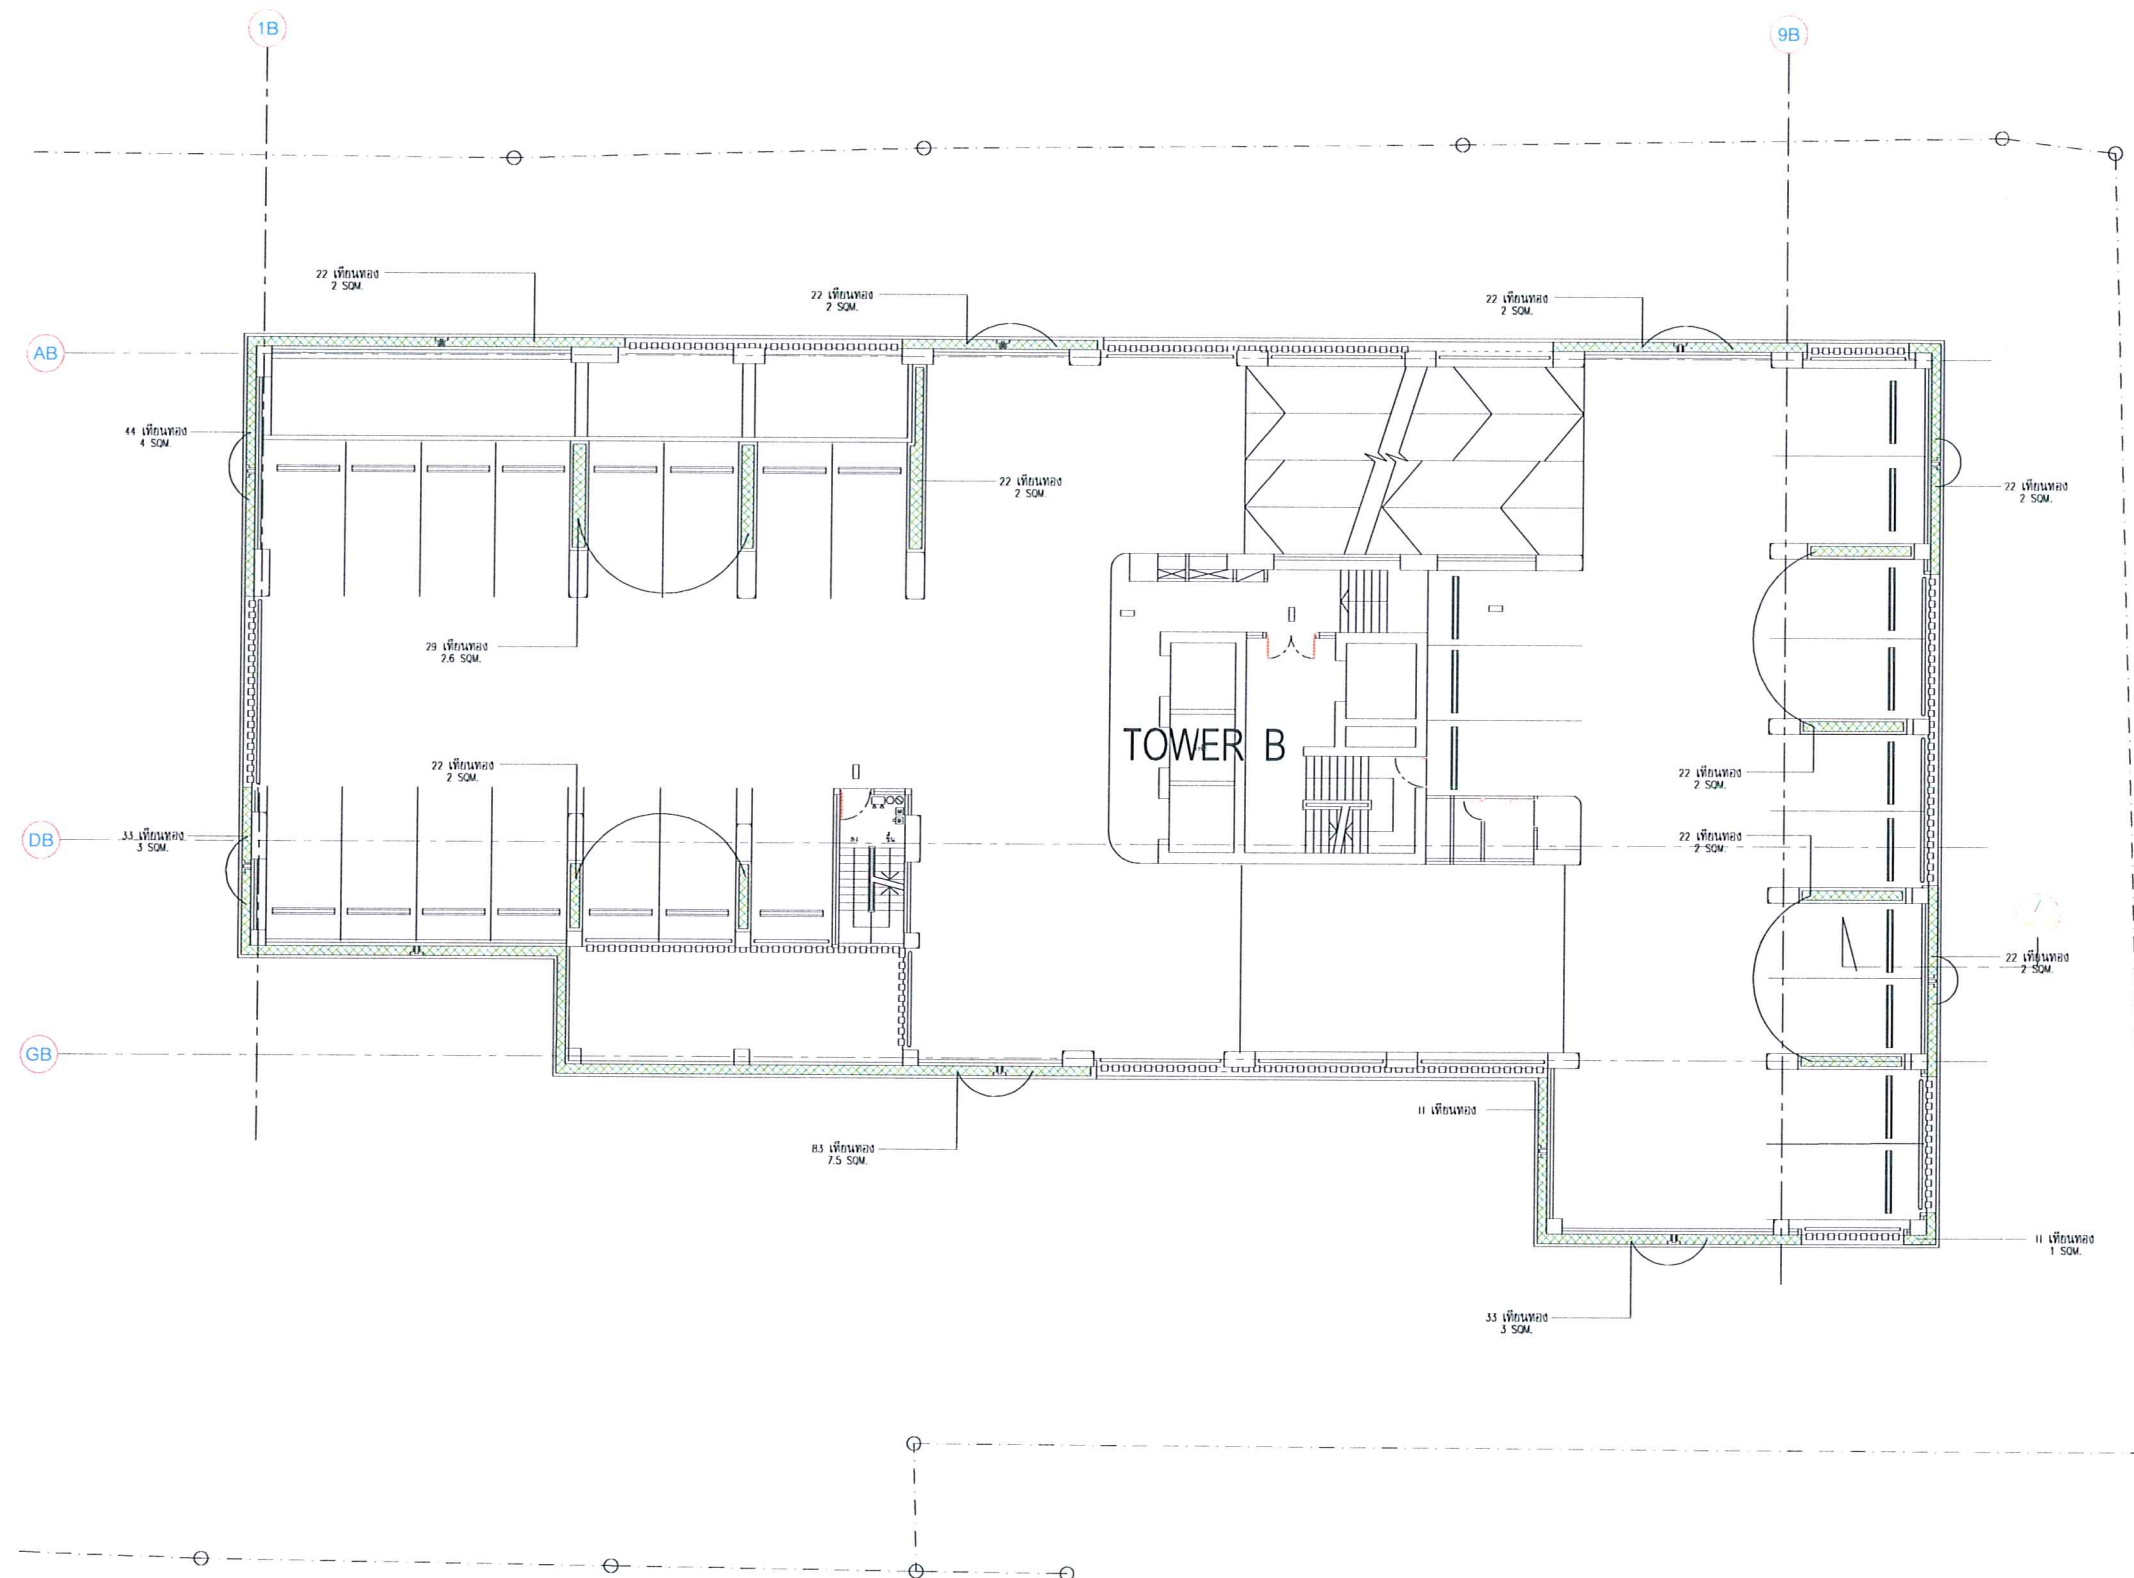 1B
9B
22 เทียนทอง
2 SQM.
22 เทียนทอง
2 SQM.
22 เทียนทอง
2 SQM.
AB
44 เทียนทอง
4 SQM.
22 เทียนทอง
2 SQM.
22 เทียนทอง
2 SQM.
29 เทียนทอง
2.6 SQM.
TOWER B
22 เทียนทอง
2 SQM.
22 เทียนทอง
2 SQM.
DB
33 เทียนทอง
3 SQM.
ลง
ขึ้น
22 เทียนทอง
2 SQM.
22 เทียนทอง
2 SQM.
GB
11 เทียนทอง
83 เทียนทอง
7.5 SQM.
11 เทียนทอง
1 SQM.
33 เทียนทอง
3 SQM.